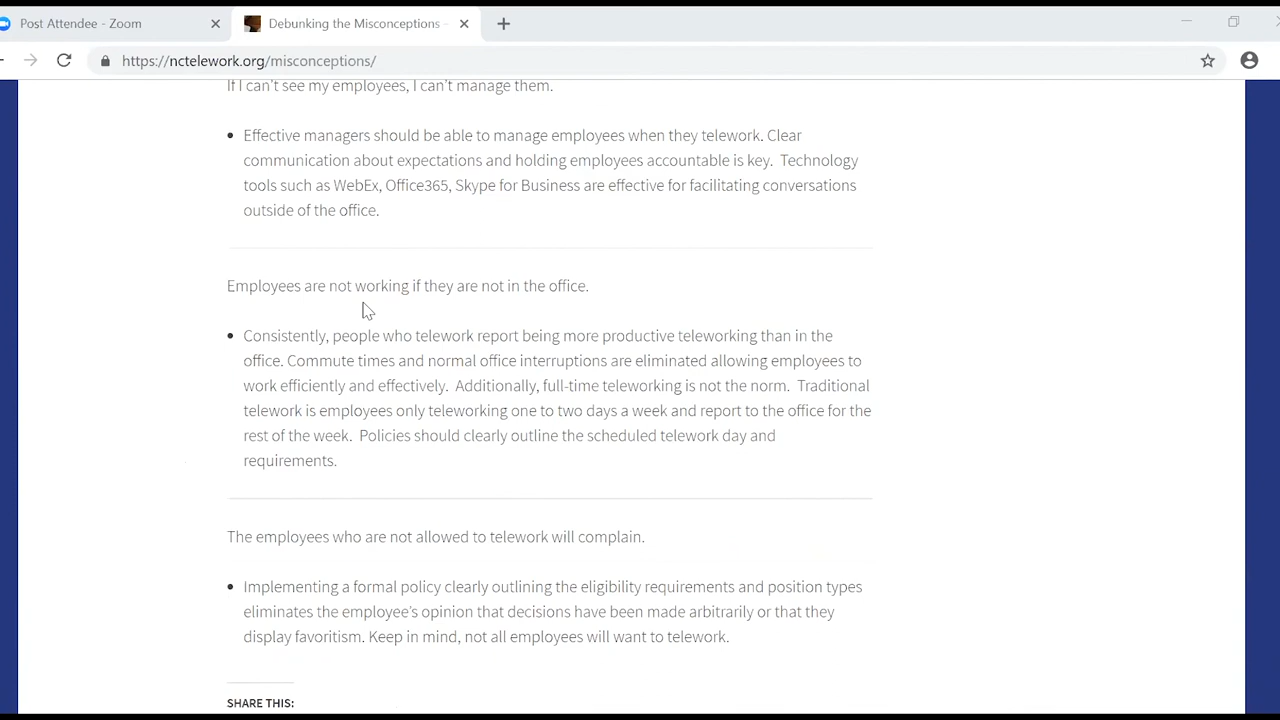 Post Attendee - Zoom
Debunking the Misconceptions -
https://nctelework.org/misconceptions/
If I can't see my employees, I can't manage them.
Effective managers should be able to manage employees when they telework. Clear
communication about expectations and holding employees accountable is key.  Technology
tools such as WebEx, Office365, Skype for Business are effective for facilitating conversations
outside of the office.
Employees are not working if they are not in the office.
Consistently, people who telework report being more productive teleworking than in the
office. Commute times and normal office interruptions are eliminated allowing employees to
work efficiently and effectively.  Additionally, full-time teleworking is not the norm.  Traditional
telework is employees only teleworking one to two days a week and report to the office for the
rest of the week.  Policies should clearly outline the scheduled telework day and
requirements.
The employees who are not allowed to telework will complain.
Implementing a formal policy clearly outlining the eligibility requirements and position types
eliminates the employee's opinion that decisions have been made arbitrarily or that they
display favoritism. Keep in mind, not all employees will want to telework.
SHARE THIS: